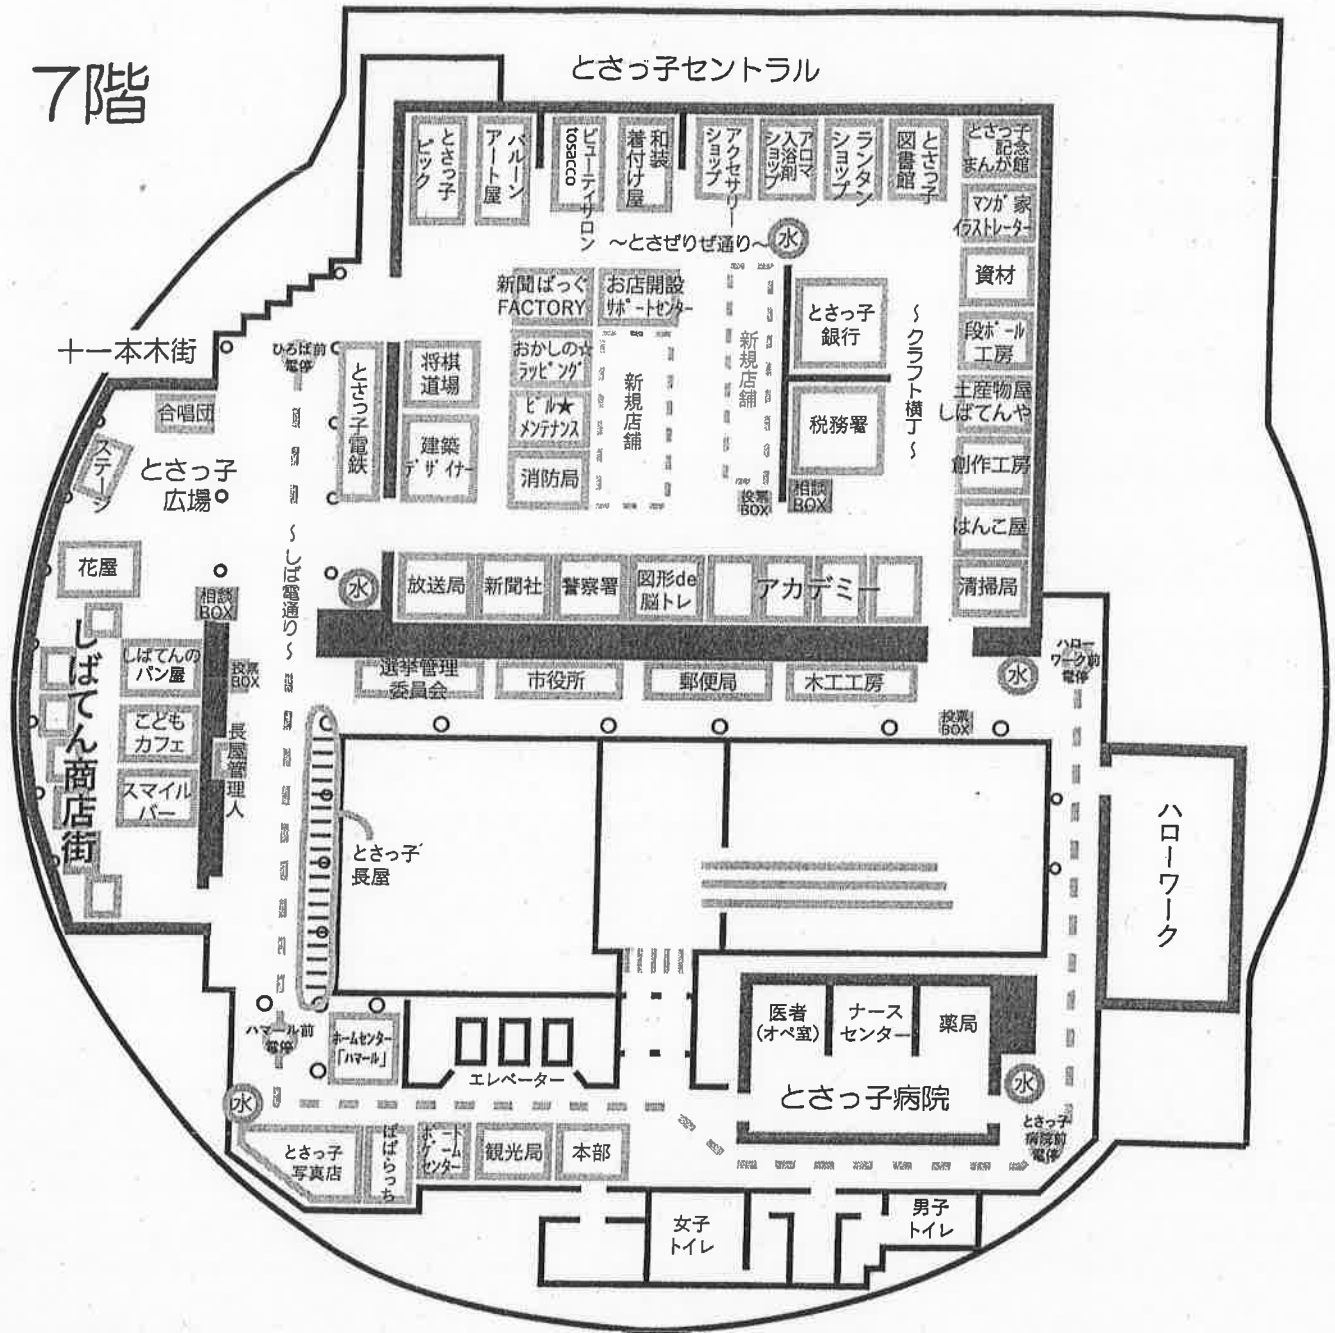 7階
とさっ子セントラル
とさっ子
ピック
バルーン
アート屋
ビューティサロン
tosacco
和装
着付け屋
アクセサリー
ショップ
アロマ
入浴剤
ショップ
ランタン
ショップ
とさっ子
図書館
とさっ子
記念
まんが館
マンガ家
イラストレーター
資材
段ボール
工房
土産物屋
しばてんや
創作工房
はんこ屋
清掃局
～とさぜりぜ通り～
水
新聞ばっぐ
FACTORY
お店開設
サポートセンター
おかしの☆
ラッピング
ビル★
メンテナンス
消防局
新規店舗
新規店舗
とさっ子
銀行
税務署
～クラフト横丁～
投票
BOX
相談
BOX
十一本木街
ひろば前
電停
とさっ子電鉄
将棋
道場
建築
デザイナー
合唱団
ステージ
とさっ子
広場
～しば電通り～
花屋
相談
BOX
水
放送局
新聞社
警察署
図形de
脳トレ
アカデミー
しばてん商店街
しばてんの
パン屋
こども
カフェ
スマイル
バー
投票
BOX
長屋管理人
選挙管理
委員会
市役所
郵便局
木工工房
水
ハロー
ワーク前
電停
投票
BOX
とさっ子
長屋
ハローワーク
ハマール前
電停
ホームセンター
「ハマール」
エレベーター
医者
(オペ室)
ナース
センター
薬局
とさっ子病院
水
とさっ子
病院前
電停
水
とさっ子
写真店
ぱぱらっち
ボード
ゲーム
センター
観光局
本部
女子
トイレ
男子
トイレ